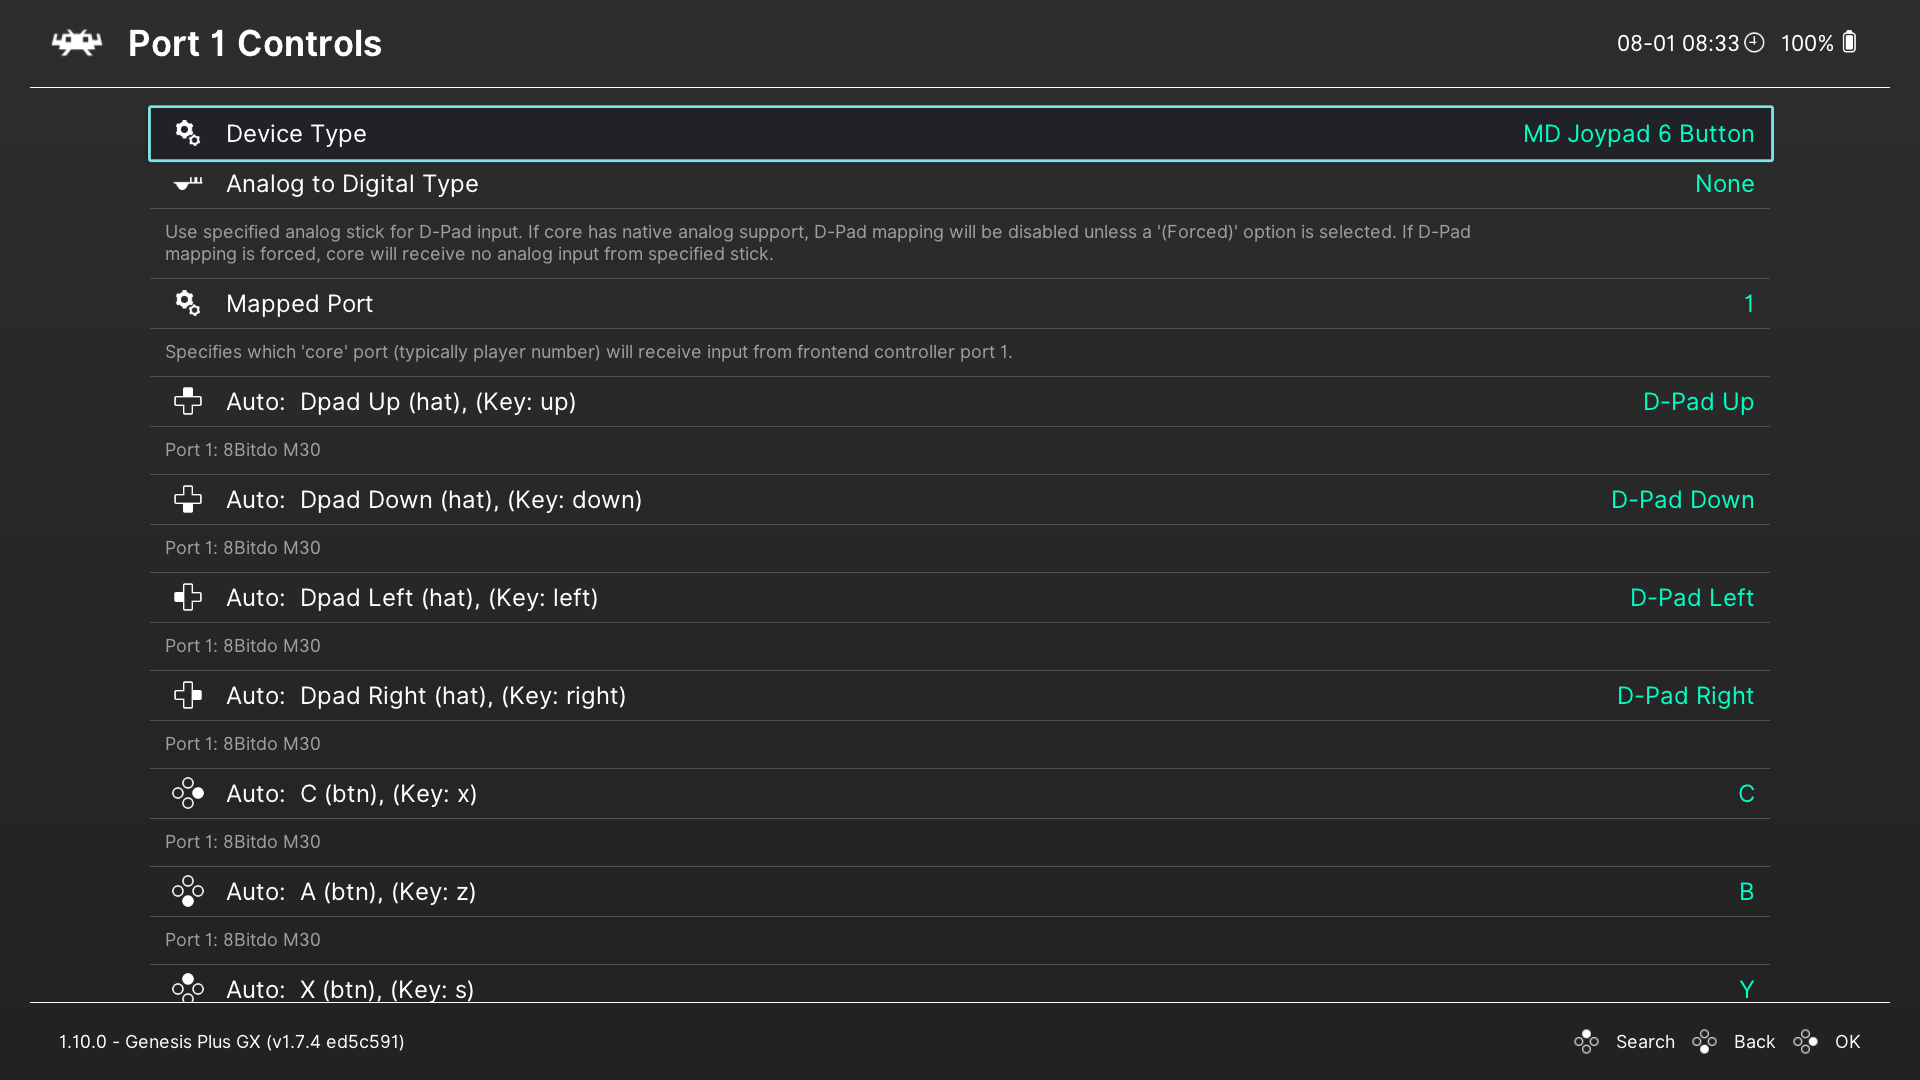 Port 1 Controls
08-01 08:33 100%
Device Type MD Joypad 6 Button
Analog to Digital Type None
Use specified analog stick for D-Pad input. If core has native analog support, D-Pad mapping will be disabled unless a '(Forced)' option is selected. If D-Pad
mapping is forced, core will receive no analog input from specified stick.
Mapped Port 1
Specifies which 'core' port (typically player number) will receive input from frontend controller port 1.
Auto: Dpad Up (hat), (Key: up) D-Pad Up
Port 1: 8Bitdo M30
Auto: Dpad Down (hat), (Key: down) D-Pad Down
Port 1: 8Bitdo M30
Auto: Dpad Left (hat), (Key: left) D-Pad Left
Port 1: 8Bitdo M30
Auto: Dpad Right (hat), (Key: right) D-Pad Right
Port 1: 8Bitdo M30
Auto: C (btn), (Key: x) C
Port 1: 8Bitdo M30
Auto: A (btn), (Key: z) B
Port 1: 8Bitdo M30
Auto: X (btn), (Key: s) Y
1.10.0 - Genesis Plus GX (v1.7.4 ed5c591)
Search Back OK